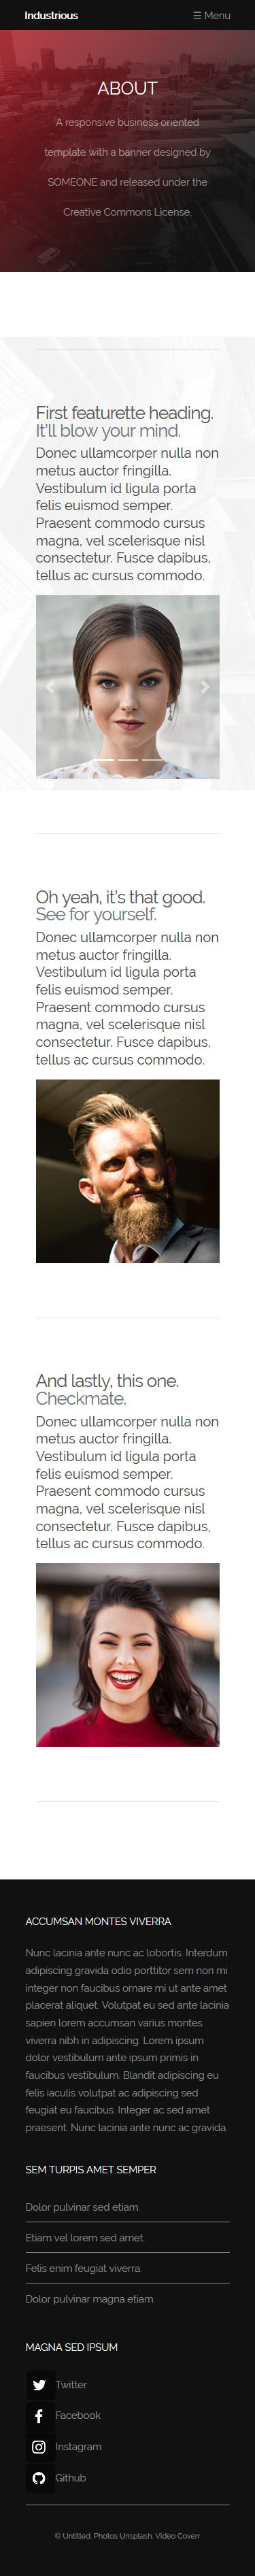 Industrious
☰ Menu
ABOUT
A responsive business oriented
template with a banner designed by
SOMEONE and released under the
Creative Commons License.
First featurette heading.
It'll blow your mind.
Donec ullamcorper nulla non
metus auctor fringilla.
Vestibulum id ligula porta
felis euismod semper.
Praesent commodo cursus
magna, vel scelerisque nisl
consectetur. Fusce dapibus,
tellus ac cursus commodo.
Oh yeah, it's that good.
See for yourself.
Donec ullamcorper nulla non
metus auctor fringilla.
Vestibulum id ligula porta
felis euismod semper.
Praesent commodo cursus
magna, vel scelerisque nisl
consectetur. Fusce dapibus,
tellus ac cursus commodo.
And lastly, this one.
Checkmate.
Donec ullamcorper nulla non
metus auctor fringilla.
Vestibulum id ligula porta
felis euismod semper.
Praesent commodo cursus
magna, vel scelerisque nisl
consectetur. Fusce dapibus,
tellus ac cursus commodo.
ACCUMSAN MONTES VIVERRA
Nunc lacinia ante nunc ac lobortis. Interdum
adipiscing gravida odio porttitor sem non mi
integer non faucibus ornare mi ut ante amet
placerat aliquet. Volutpat eu sed ante lacinia
sapien lorem accumsan varius montes
viverra nibh in adipiscing. Lorem ipsum
dolor vestibulum ante ipsum primis in
faucibus vestibulum. Blandit adipiscing eu
felis iaculis volutpat ac adipiscing sed
feugiat eu faucibus. Integer ac sed amet
praesent. Nunc lacinia ante nunc ac gravida.
SEM TURPIS AMET SEMPER
Dolor pulvinar sed etiam.
Etiam vel lorem sed amet.
Felis enim feugiat viverra.
Dolor pulvinar magna etiam.
MAGNA SED IPSUM
Twitter
Facebook
Instagram
Github
© Untitled. Photos Unsplash. Video Coverr